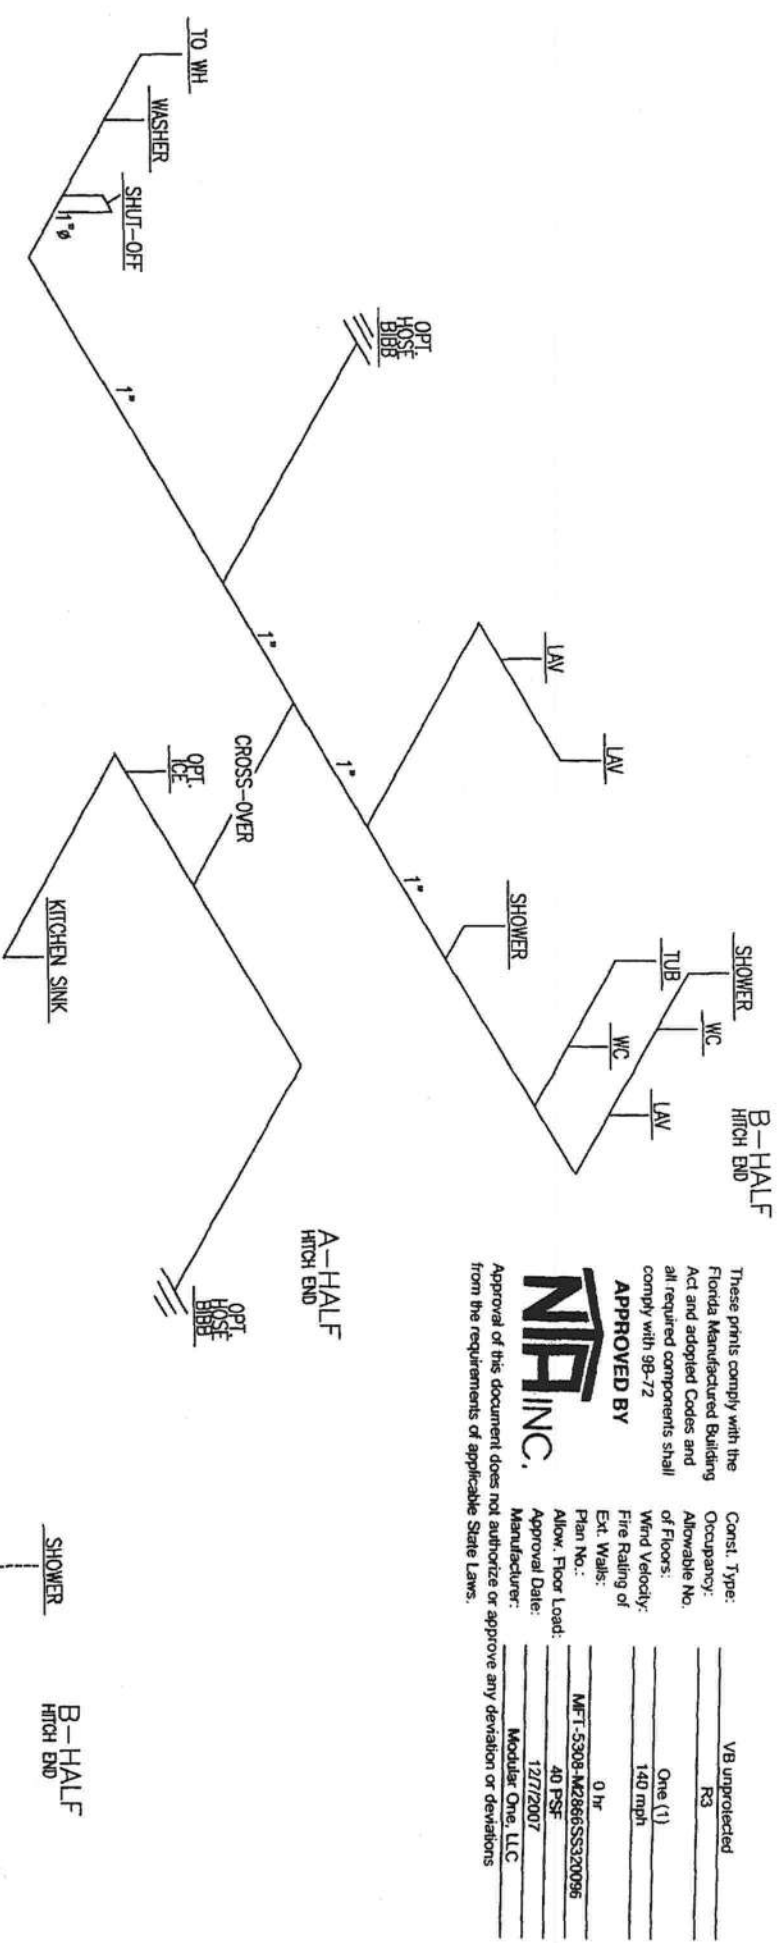 TO WH
WASHER
SHUT-OFF
1"ø
1"
OPT.
HOSE
BIBB
1"
CROSS-OVER
1"
LAV
LAV
OPT.
ICE
KITCHEN SINK
1"
SHOWER
TUB
WC
SHOWER
WC
LAV
B-HALF
HITCH END
A-HALF
HITCH END
OPT.
HOSE
BIBB
These prints comply with the
Florida Manufactured Building
Act and adopted Codes and
all required components shall
comply with 9B-72
APPROVED BY
NTA INC.
Const. Type: VB unprotected
Occupancy: R3
Allowable No.
of Floors: One (1)
Wind Velocity: 140 mph
Fire Rating of
Ext. Walls: 0 hr
Plan No.: MFT-5308-M2866SS320096
Allow. Floor Load: 40 PSF
Approval Date: 12/7/2007
Manufacturer: Modular One, LLC
Approval of this document does not authorize or approve any deviation or deviations
from the requirements of applicable State Laws.
SHOWER
B-HALF
HITCH END